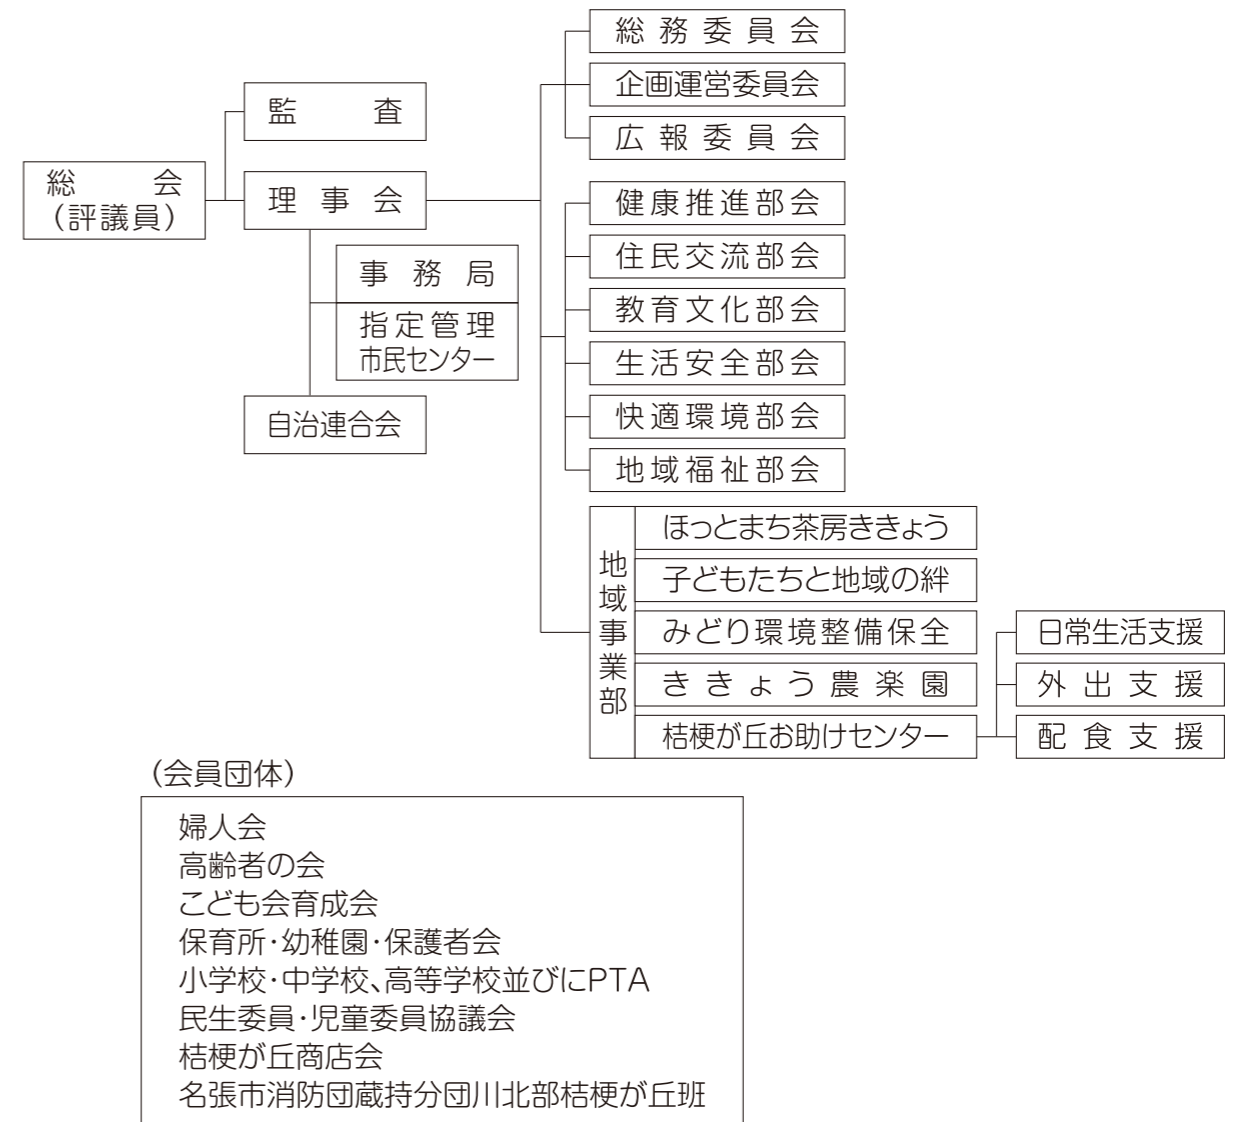 総会
（評議員）
監査
理事会
事務局
指定管理
市民センター
自治連合会
総務委員会
企画運営委員会
広報委員会
健康推進部会
住民交流部会
教育文化部会
生活安全部会
快適環境部会
地域福祉部会
地域事業部
ほっとまち茶房ききょう
子どもたちと地域の絆
みどり環境整備保全
ききょう農楽園
桔梗が丘お助けセンター
日常生活支援
外出支援
配食支援
（会員団体）
婦人会
高齢者の会
こども会育成会
保育所・幼稚園・保護者会
小学校・中学校、高等学校並びにPTA
民生委員・児童委員協議会
桔梗が丘商店会
名張市消防団蔵持分団川北部桔梗が丘班